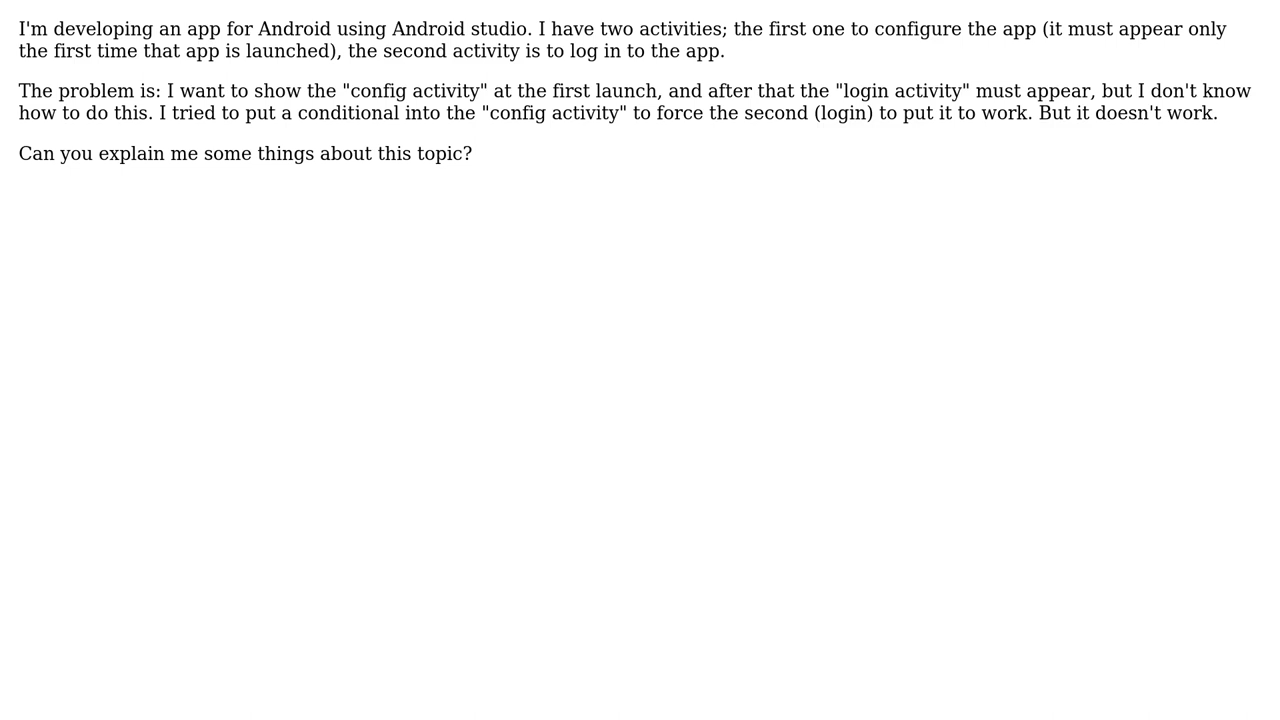 I'm developing an app for Android using Android studio. I have two activities; the first one to configure the app (it must appear only
the first time that app is launched), the second activity is to log in to the app.
The problem is: I want to show the "config activity" at the first launch, and after that the "login activity" must appear, but I don't know
how to do this. I tried to put a conditional into the "config activity" to force the second (login) to put it to work. But it doesn't work.
Can you explain me some things about this topic?